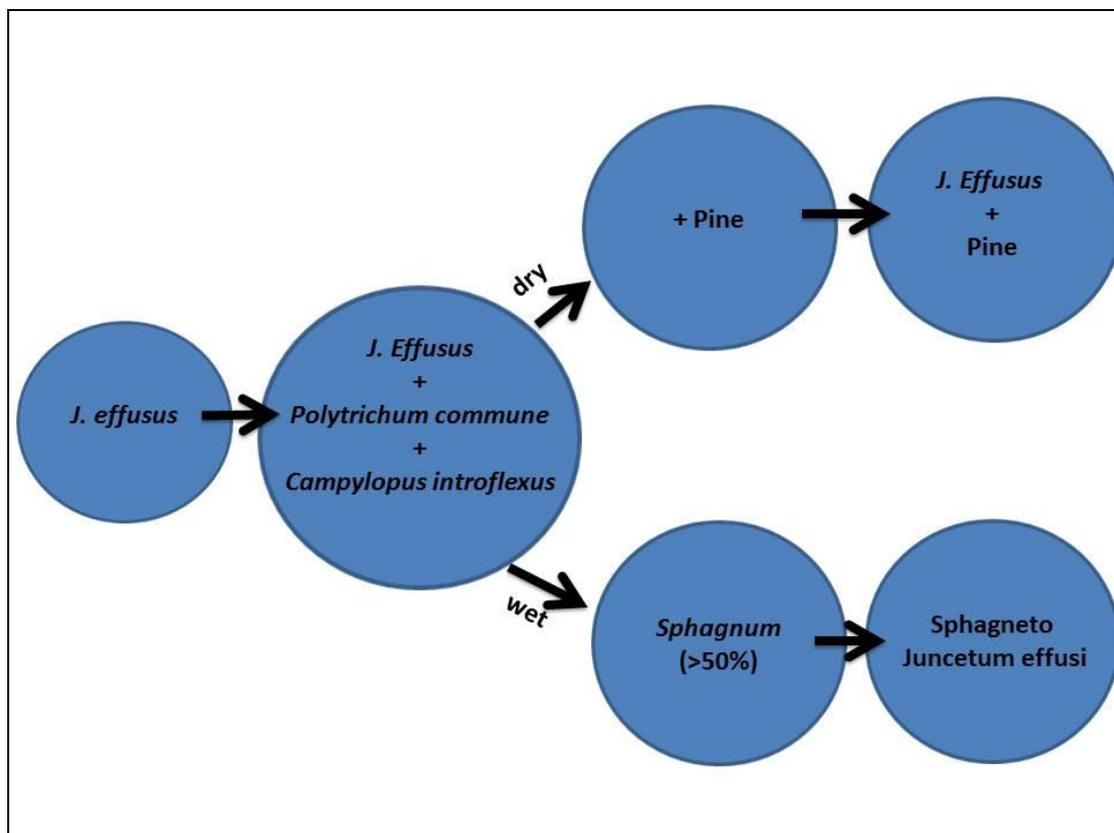 J. effusus
J. Effusus
+
Polytrichum commune
+
Campylopus introflexus
dry
+ Pine
J. Effusus
+
Pine
wet
Sphagnum
(>50%)
Sphagneto
Juncetum effusi